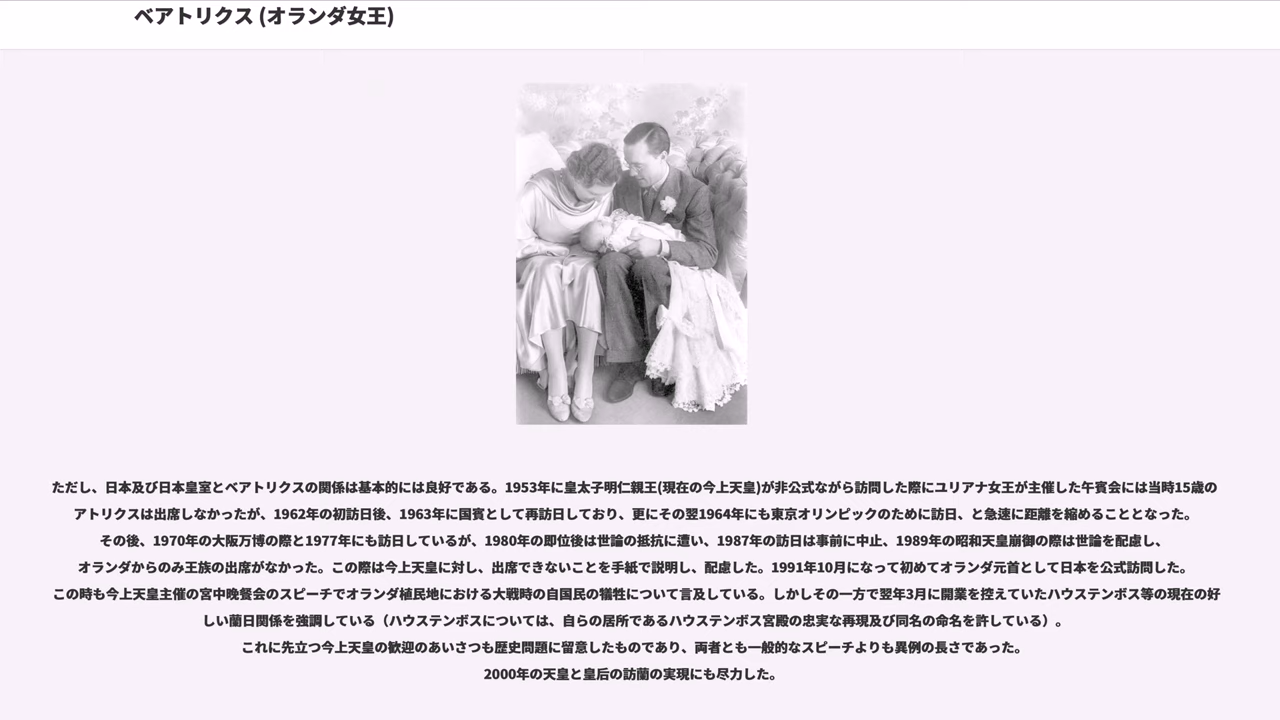 ベアトリクス (オランダ女王)
ただし、日本及び日本皇室とベアトリクスの関係は基本的には良好である。1953年に皇太子明仁親王(現在の今上天皇)が非公式ながら訪問した際にユリアナ女王が主催した午餐会には当時15歳の
アトリクスは出席しなかったが、1962年の初訪日後、1963年に国賓として再訪日しており、更にその翌1964年にも東京オリンピックのために訪日、と急速に距離を縮めることとなった。
その後、1970年の大阪万博の際と1977年にも訪日しているが、1980年の即位後は世論の抵抗に遭い、1987年の訪日は事前に中止、1989年の昭和天皇崩御の際は世論を配慮し、
オランダからのみ王族の出席がなかった。この際は今上天皇に対し、出席できないことを手紙で説明し、配慮した。1991年10月になって初めてオランダ元首として日本を公式訪問した。
この時も今上天皇主催の宮中晩餐会のスピーチでオランダ植民地における大戦時の自国民の犠牲について言及している。しかしその一方で翌年3月に開業を控えていたハウステンボス等の現在の好
しい蘭日関係を強調している（ハウステンボスについては、自らの居所であるハウステンボス宮殿の忠実な再現及び同名の命名を許している）。
これに先立つ今上天皇の歓迎のあいさつも歴史問題に留意したものであり、両者とも一般的なスピーチよりも異例の長さであった。
2000年の天皇と皇后の訪蘭の実現にも尽力した。